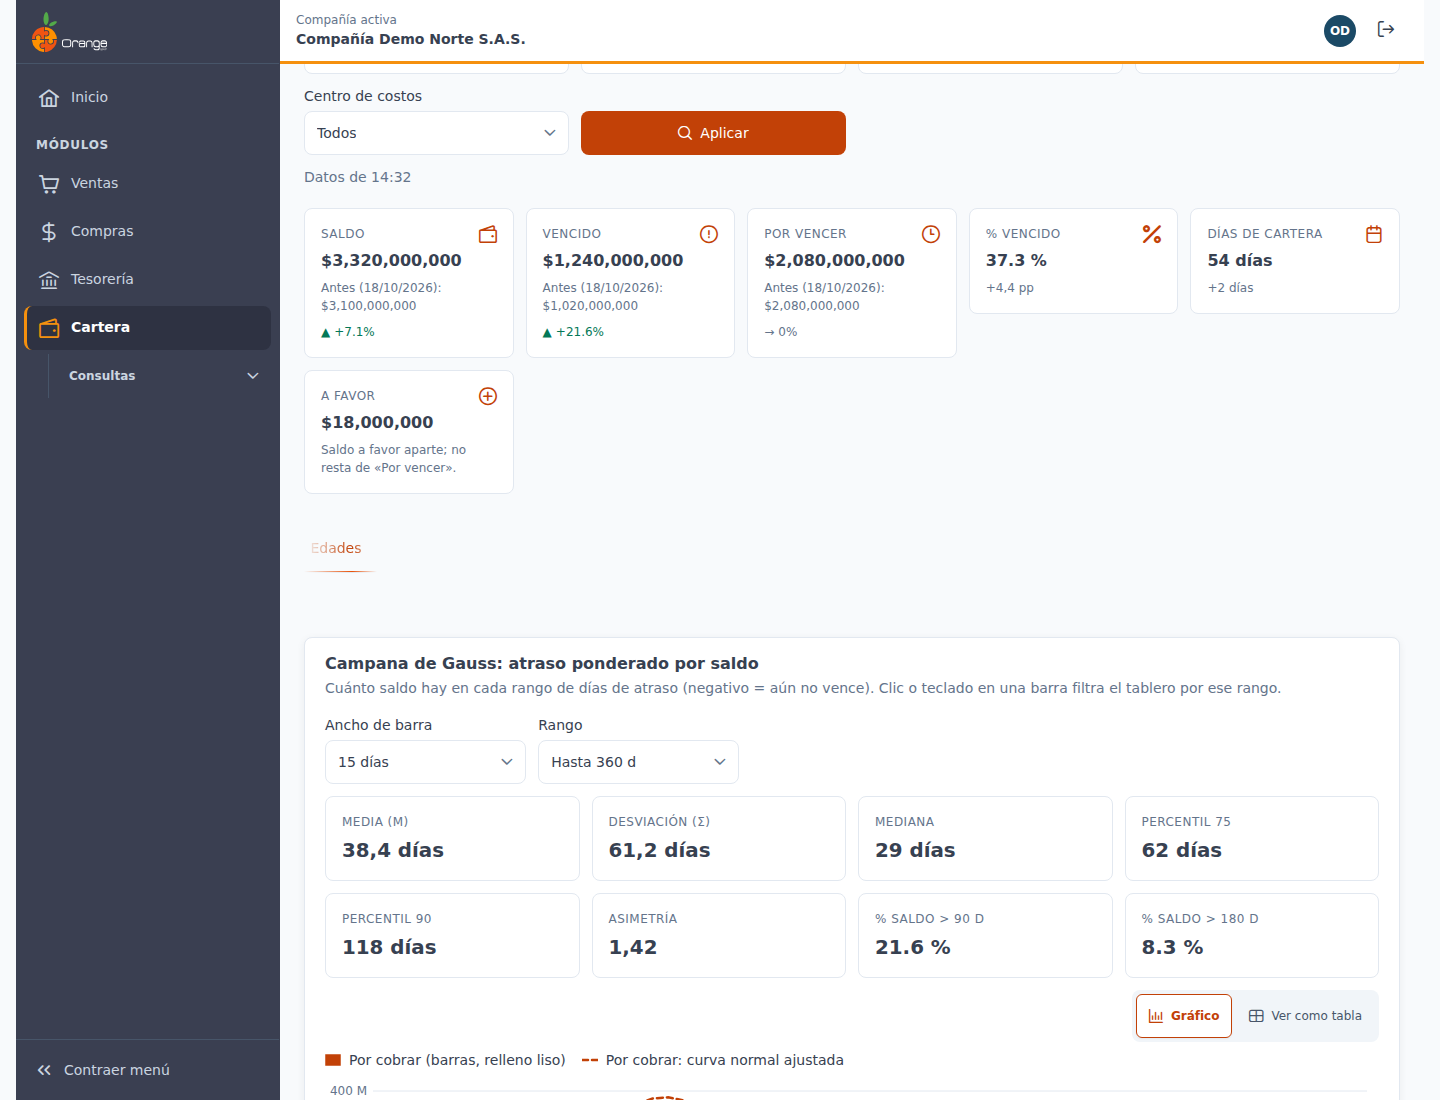 Orange
Compañía activa
Compañía Demo Norte S.A.S.
OD
Inicio
MÓDULOS
Ventas
Compras
Tesorería
Cartera
Consultas
Contraer menú
Centro de costos
Todos
Aplicar
Datos de 14:32
SALDO
$3,320,000,000
Antes (18/10/2026):
$3,100,000,000
▲ +7.1%
VENCIDO
$1,240,000,000
Antes (18/10/2026):
$1,020,000,000
▲ +21.6%
POR VENCER
$2,080,000,000
Antes (18/10/2026):
$2,080,000,000
→ 0%
% VENCIDO
37.3 %
+4,4 pp
DÍAS DE CARTERA
54 días
+2 días
A FAVOR
$18,000,000
Saldo a favor aparte; no
resta de «Por vencer».
Edades
Campana de Gauss: atraso ponderado por saldo
Cuánto saldo hay en cada rango de días de atraso (negativo = aún no vence). Clic o teclado en una barra filtra el tablero por ese rango.
Ancho de barra
15 días
Rango
Hasta 360 d
MEDIA (Μ)
38,4 días
DESVIACIÓN (Σ)
61,2 días
MEDIANA
29 días
PERCENTIL 75
62 días
PERCENTIL 90
118 días
ASIMETRÍA
1,42
% SALDO > 90 D
21.6 %
% SALDO > 180 D
8.3 %
Gráfico
Ver como tabla
Por cobrar (barras, relleno liso)
Por cobrar: curva normal ajustada
400 M